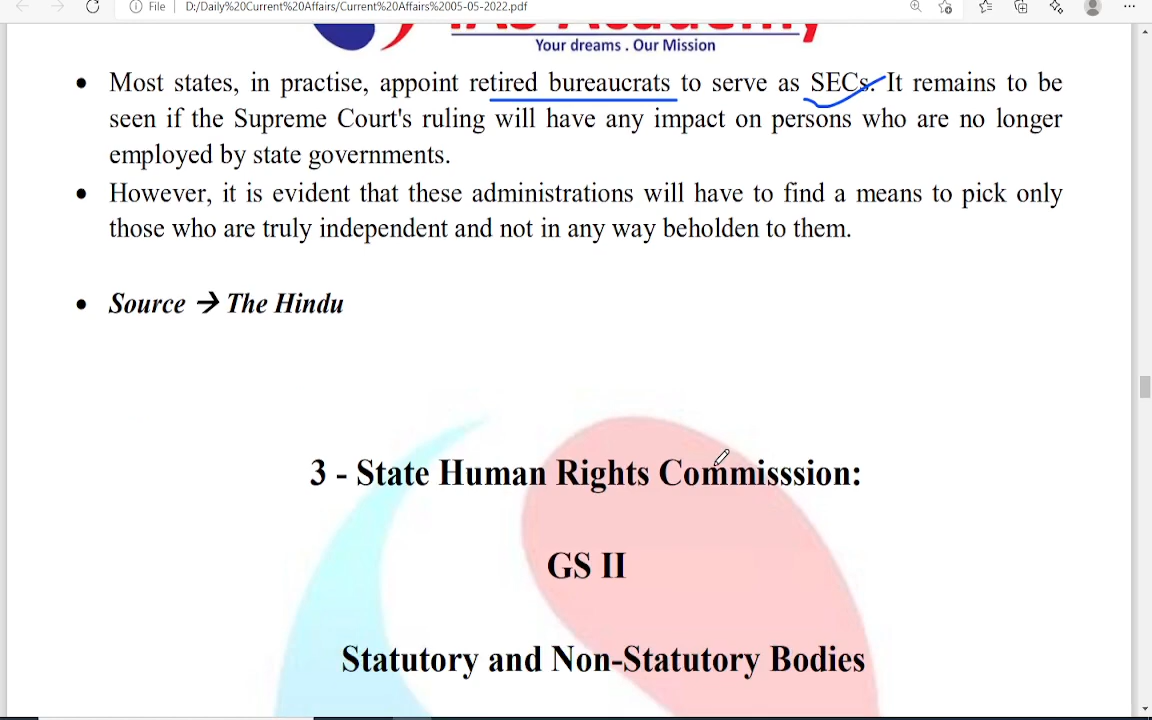 File
D:/Daily%20Current%20Affairs/Current%20Affairs%2005-05-2022.pdf
Your dreams . Our Mission
• Most states, in practise, appoint retired bureaucrats to serve as SECs. It remains to be
seen if the Supreme Court's ruling will have any impact on persons who are no longer
employed by state governments.
• However, it is evident that these administrations will have to find a means to pick only
those who are truly independent and not in any way beholden to them.
• Source → The Hindu
3 - State Human Rights Commisssion:
GS II
Statutory and Non-Statutory Bodies